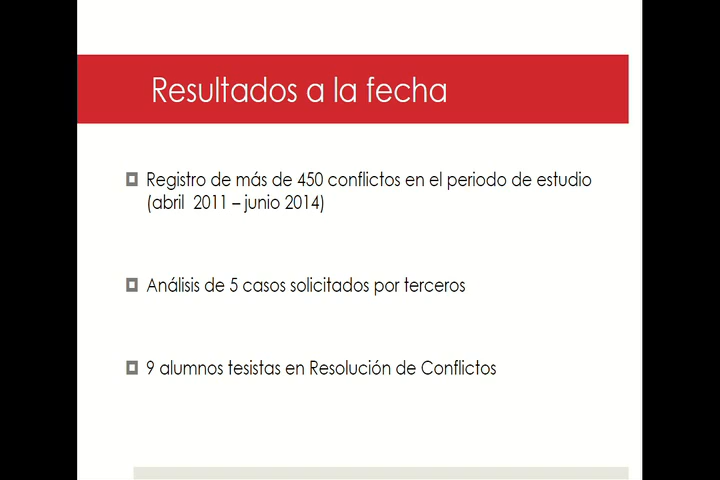 Resultados a la fecha
Registro de más de 450 conflictos en el periodo de estudio
(abril 2011 – junio 2014)
Análisis de 5 casos solicitados por terceros
9 alumnos tesistas en Resolución de Conflictos